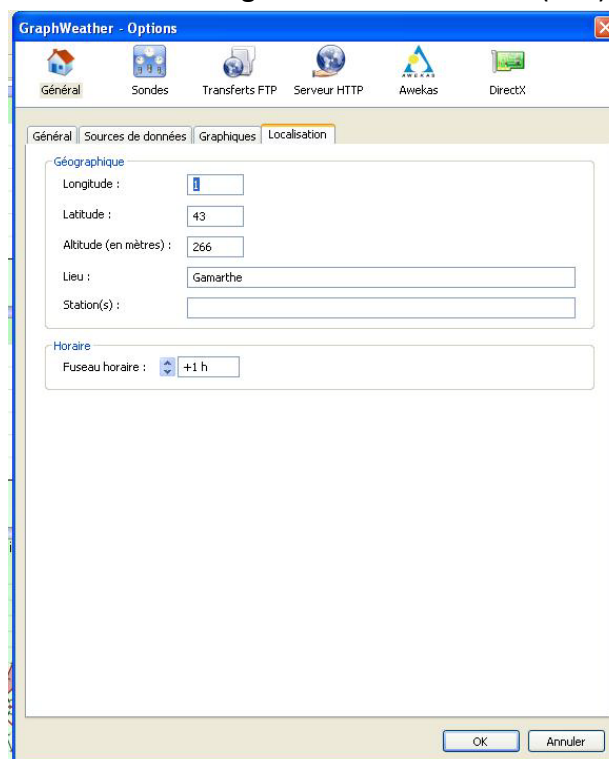 GraphWeather - Options
Général Sondes Transferts FTP Serveur HTTP Awekas DirectX
Général Sources de données Graphiques Localisation
Géographique
Longitude : 1
Latitude : 43
Altitude (en mètres) : 266
Lieu : Gamarthe
Station(s) :
Horaire
Fuseau horaire : +1 h
OK Annuler